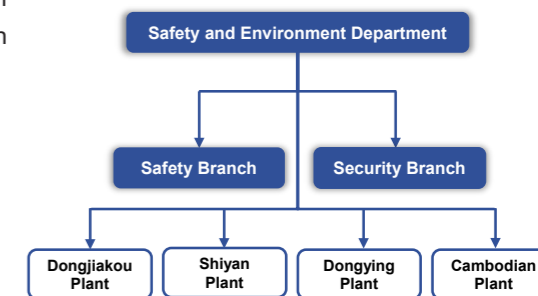 Safety and Environment Department
Safety Branch
Security Branch
Dongjiakou
Plant
Shiyan
Plant
Dongying
Plant
Cambodian
Plant